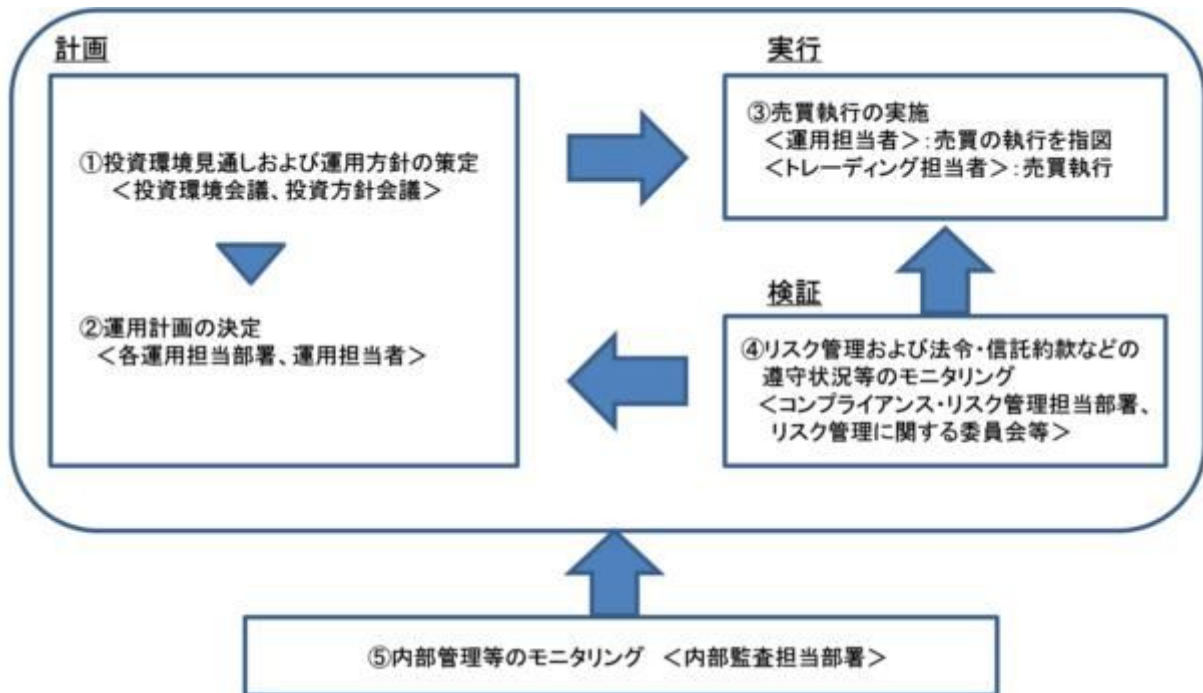 計画
①投資環境見通しおよび運用方針の策定
＜投資環境会議、投資方針会議＞
②運用計画の決定
＜各運用担当部署、運用担当者＞
実行
③売買執行の実施
＜運用担当者＞：売買の執行を指図
＜トレーディング担当者＞：売買執行
検証
④リスク管理および法令・信託約款などの
遵守状況等のモニタリング
＜コンプライアンス・リスク管理担当部署、
リスク管理に関する委員会等＞
⑤内部管理等のモニタリング　＜内部監査担当部署＞